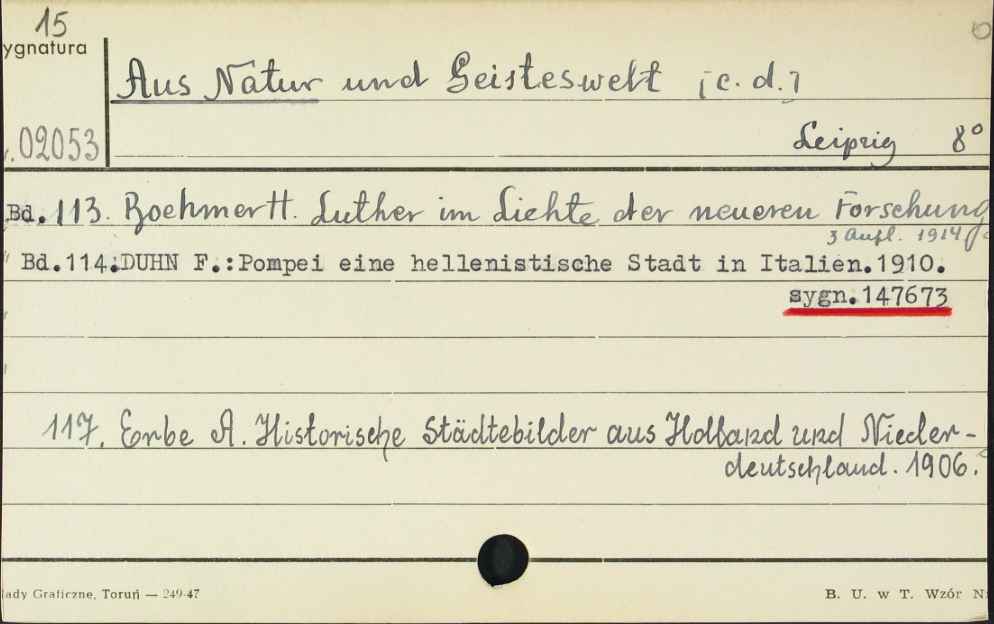 15
ygnatura
Aus Natur und Geisteswelt [c. d.]
02053
Leipzig 8°
Bd. 113. Boehmer H. Luther im Lichte der neueren Forschung
3 Aufl. 1914
Bd.114.DUHN F.:Pompei eine hellenistische Stadt in Italien.1910.
sygn.147673
117. Erbe A. Historische Städtebilder aus Holland und Nieder-
deutschland. 1906.
łady Graficzne, Toruń — 249-47
B. U. w T. Wzór N